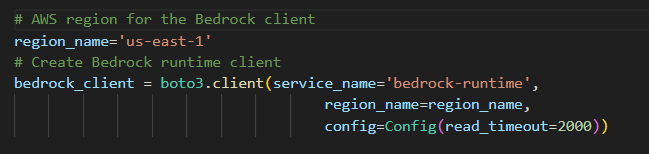 # AWS region for the Bedrock client
region_name='us-east-1'
# Create Bedrock runtime client
bedrock_client = boto3.client(service_name='bedrock-runtime',
region_name=region_name,
config=Config(read_timeout=2000))